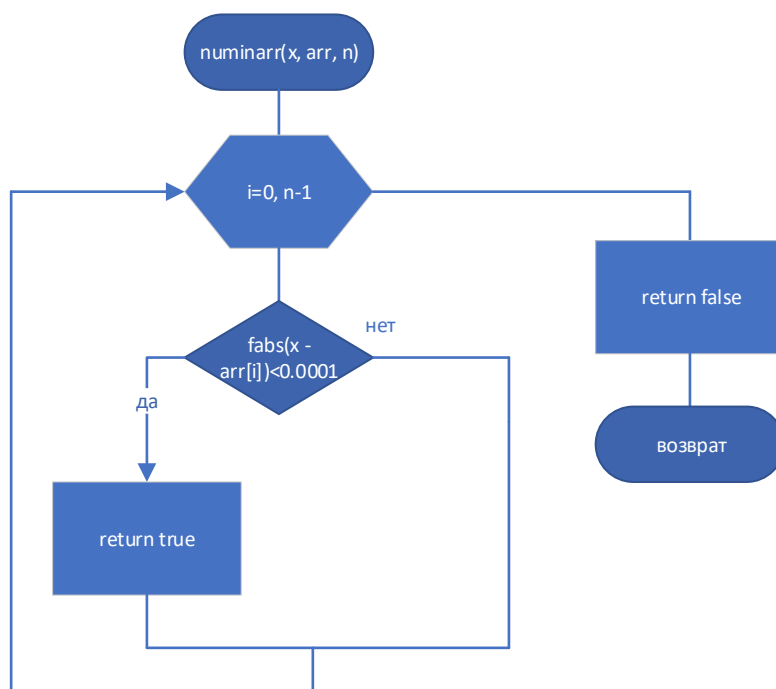 numinarr(x, arr, n)
i=0, n-1
return false
нет
fabs(x -
arr[i])<0.0001
да
возврат
return true